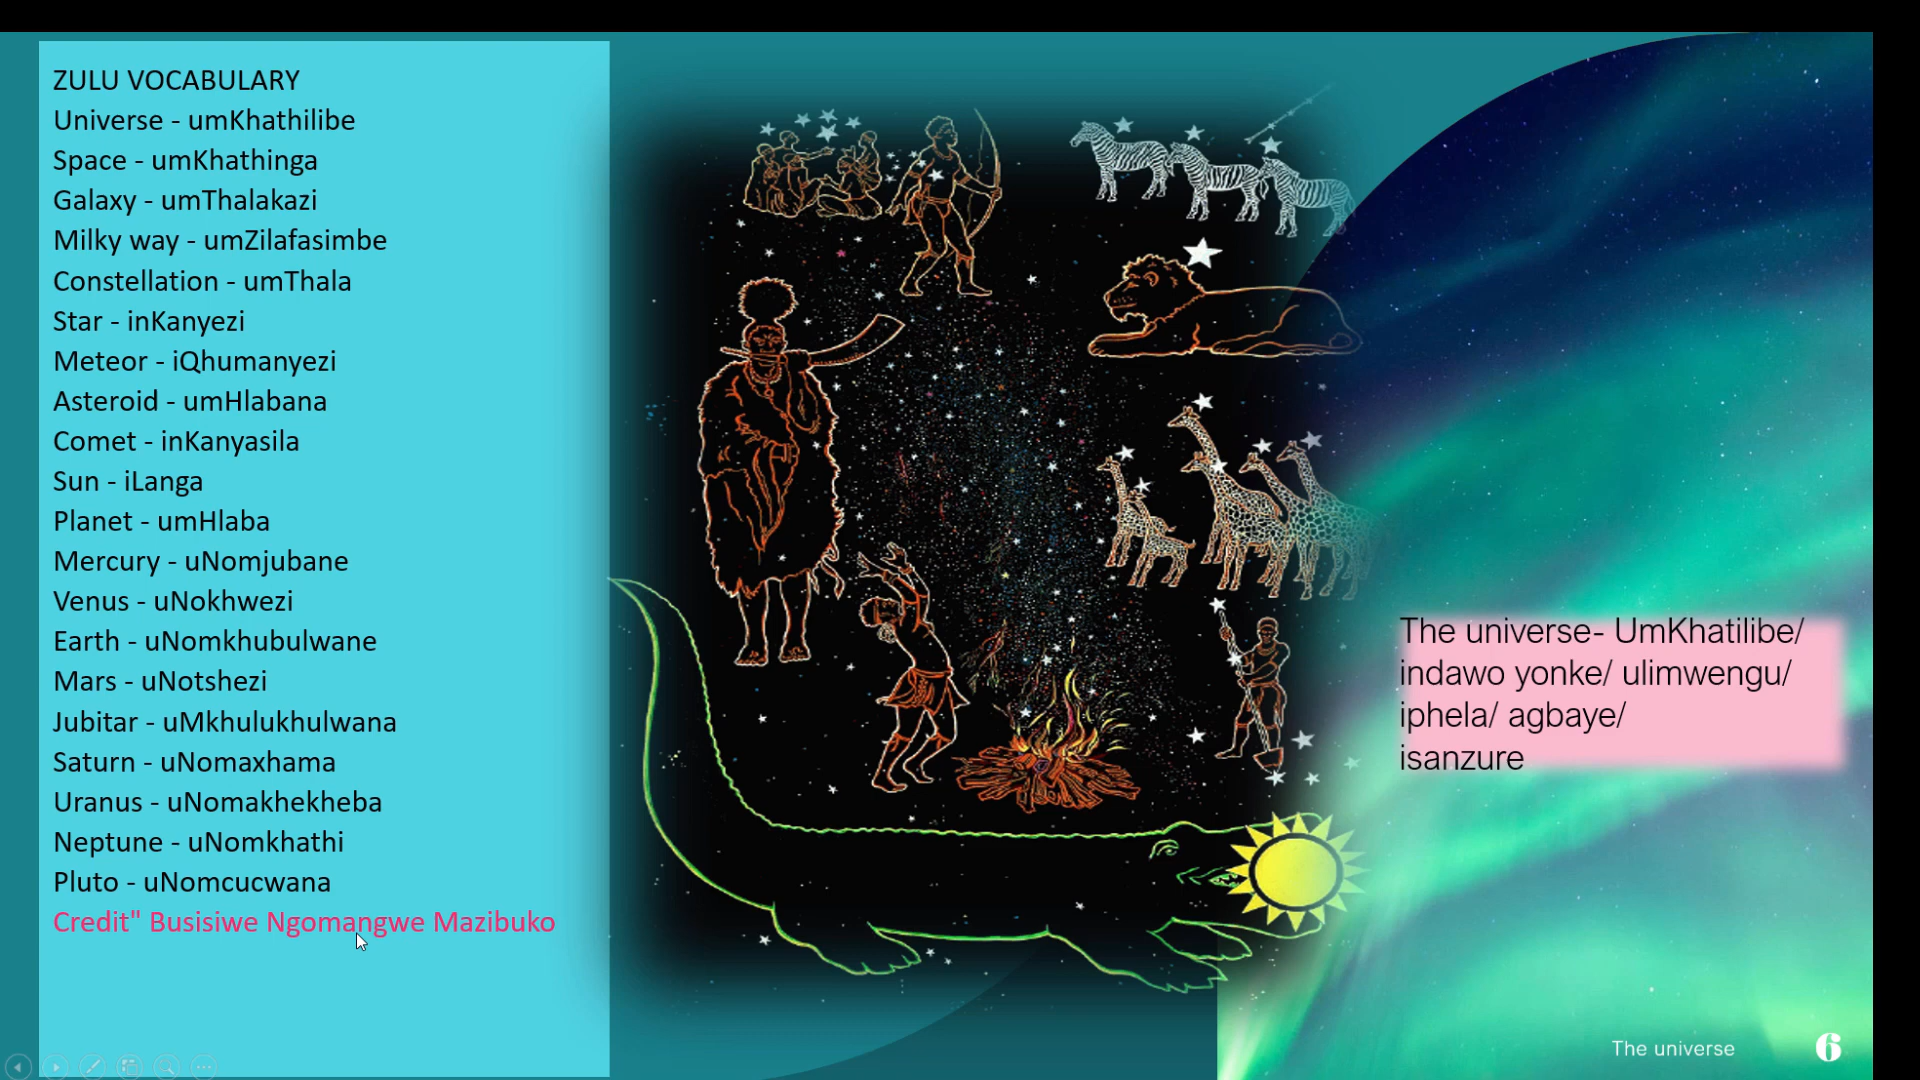 ZULU VOCABULARY
Universe - umKhathilibe
Space - umKhathinga
Galaxy - umThalakazi
Milky way - umZilafasimbe
Constellation - umThala
Star - inKanyezi
Meteor - iQhumanyezi
Asteroid - umHlabana
Comet - inKanyasila
Sun - iLanga
Planet - umHlaba
Mercury - uNomjubane
Venus - uNokhwezi
Earth - uNomkhubulwane
Mars - uNotshezi
Jubitar - uMkhulukhulwana
Saturn - uNomaxhama
Uranus - uNomakhekheba
Neptune - uNomkhathi
Pluto - uNomcucwana
Credit" Busisiwe Ngomangwe Mazibuko
The universe- UmKhatilibe/
indawo yonke/ ulimwengu/
iphela/ agbaye/
isanzure
The universe
6